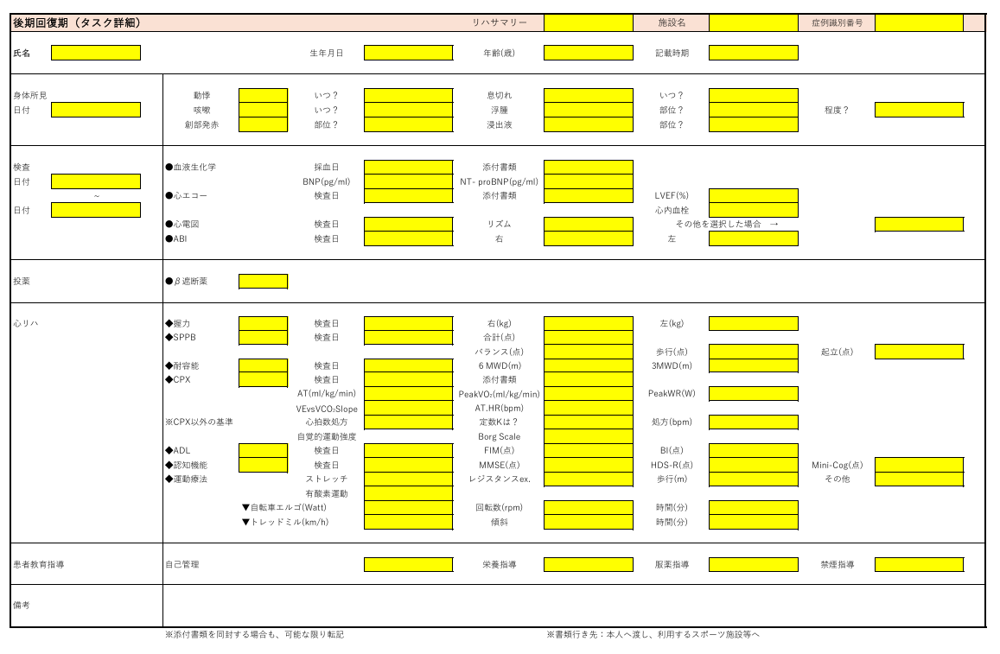 後期回復期（タスク詳細） リハサマリー 施設名 症例識別番号
氏名 生年月日 年齢(歳) 記載時期
身体所見 動悸 いつ？ 息切れ いつ？
日付 咳嗽 いつ？ 浮腫 部位？ 程度？
創部発赤 部位？ 浸出液 部位？
検査 ●血液生化学 採血日 添付書類
日付 BNP(pg/ml) NT- proBNP(pg/ml)
~ ●心エコー 検査日 添付書類 LVEF(%)
日付 心内血栓
●心電図 検査日 リズム その他を選択した場合 →
●ABI 検査日 右 左
投薬 ●β遮断薬
心リハ ◆握力 検査日 右(kg) 左(kg)
◆SPPB 検査日 合計(点)
バランス(点) 歩行(点) 起立(点)
◆耐容能 検査日 6 MWD(m) 3MWD(m)
◆CPX 検査日 添付書類
AT(ml/kg/min) PeakVO₂(ml/kg/min) PeakWR(W)
VEvsVCO₂Slope AT.HR(bpm)
※CPX以外の基準 心拍数処方 定数Kは？ 処方(bpm)
自覚的運動強度 Borg Scale
◆ADL 検査日 FIM(点) BI(点)
◆認知機能 検査日 MMSE(点) HDS-R(点) Mini-Cog(点)
◆運動療法 ストレッチ レジスタンスex. 歩行(m) その他
有酸素運動
▼自転車エルゴ(Watt) 回転数(rpm) 時間(分)
▼トレッドミル(km/h) 傾斜 時間(分)
患者教育指導 自己管理 栄養指導 服薬指導 禁煙指導
備考
※添付書類を同封する場合も、可能な限り転記 ※書類行き先：本人へ渡し、利用するスポーツ施設等へ